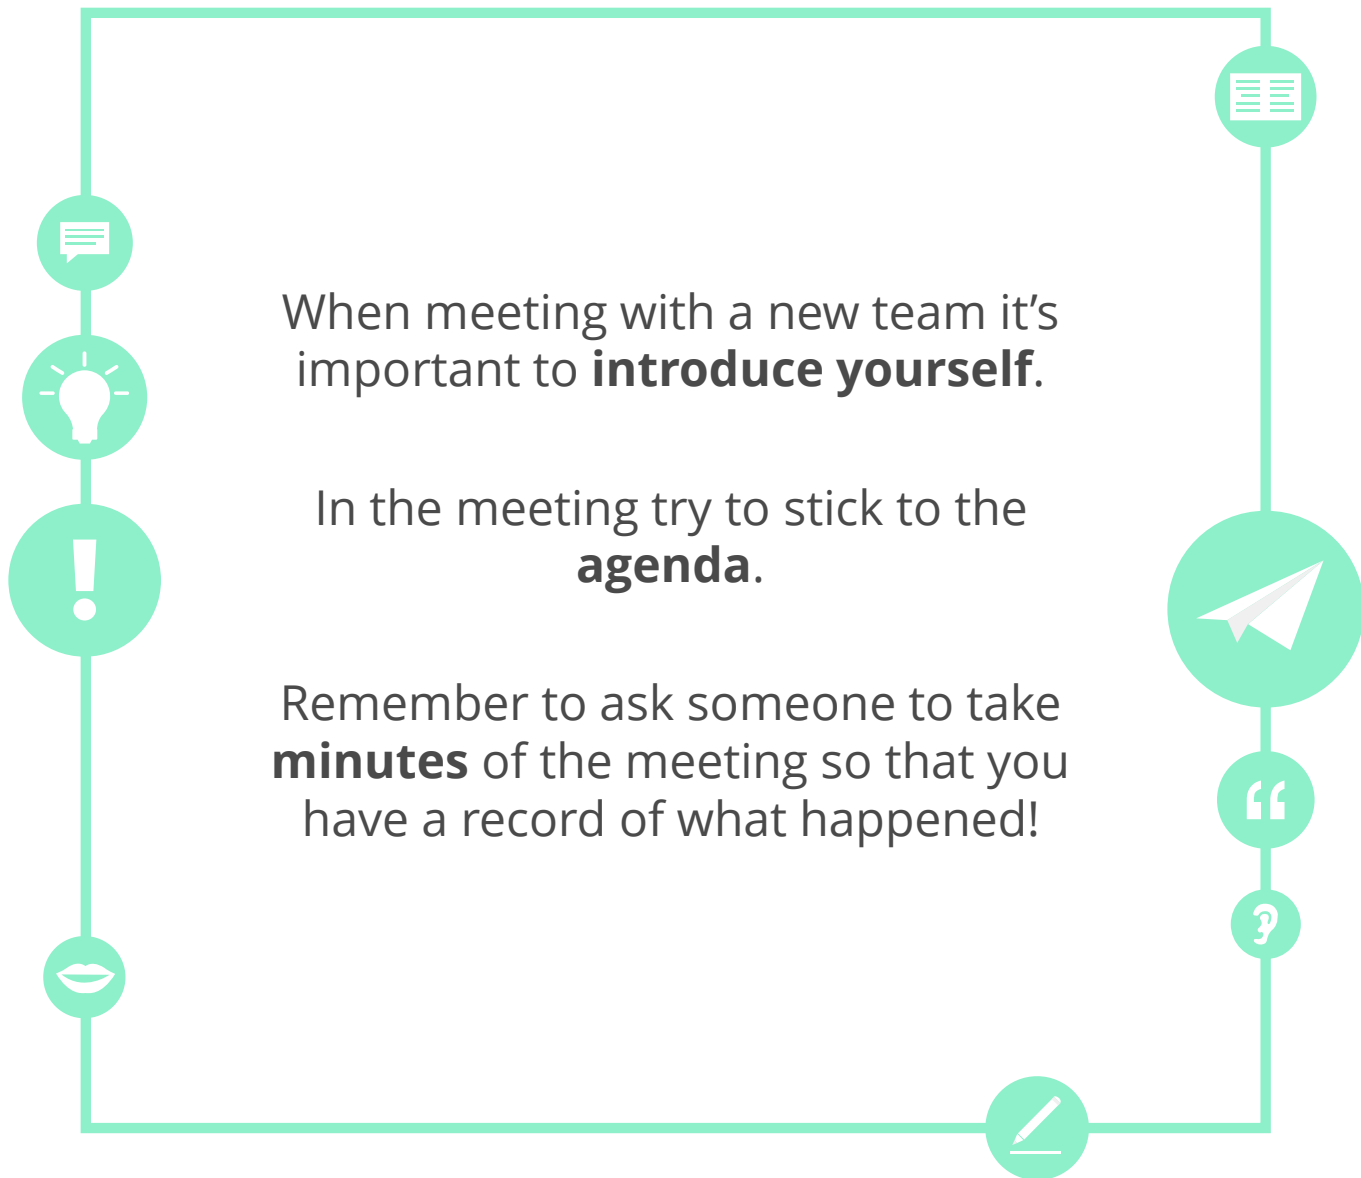 When meeting with a new team it’s
important to introduce yourself.
In the meeting try to stick to the
agenda.
Remember to ask someone to take
minutes of the meeting so that you
have a record of what happened!